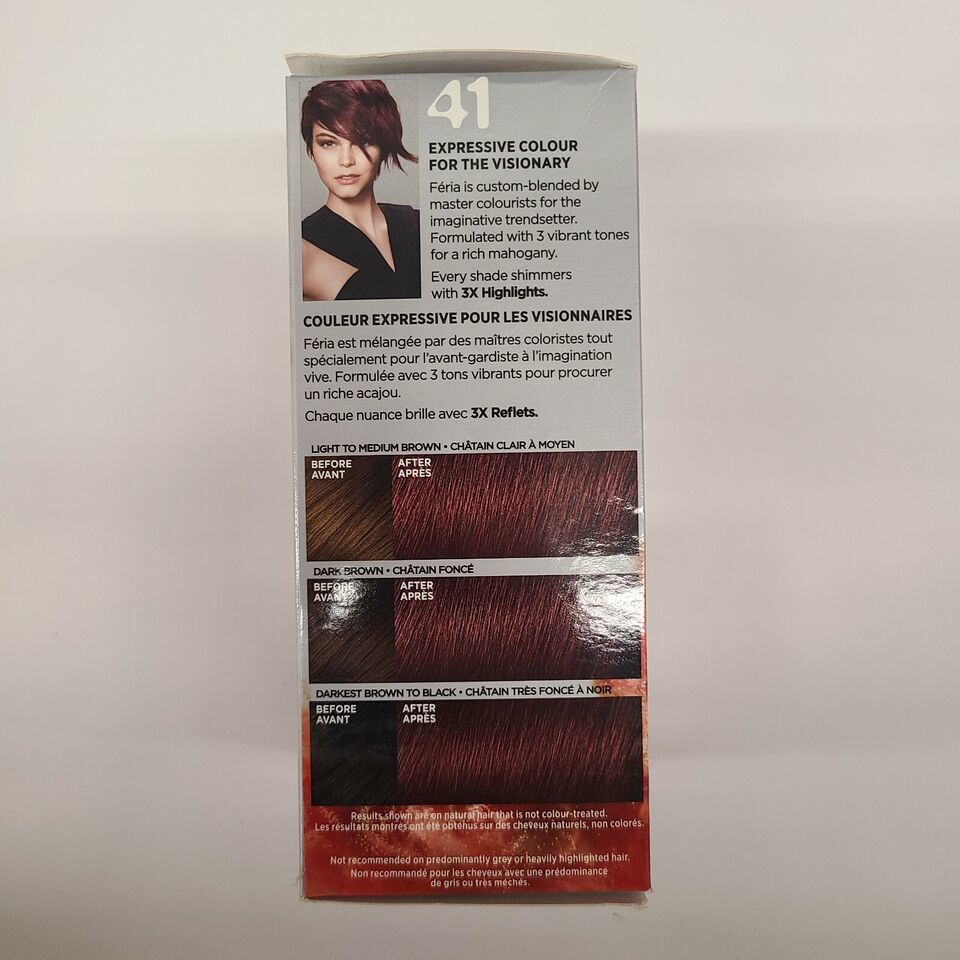 41
EXPRESSIVE COLOUR
FOR THE VISIONARY
Féria is custom-blended by
master colourists for the
imaginative trendsetter.
Formulated with 3 vibrant tones
for a rich mahogany.
Every shade shimmers
with 3X Highlights.
COULEUR EXPRESSIVE POUR LES VISIONNAIRES
Féria est mélangée par des maîtres coloristes tout
spécialement pour l'avant-gardiste à l'imagination
vive. Formulée avec 3 tons vibrants pour procurer
un riche acajou.
Chaque nuance brille avec 3X Reflets.
LIGHT TO MEDIUM BROWN • CHÂTAIN CLAIR À MOYEN
BEFORE AFTER
AVANT APRÈS
DARK BROWN • CHÂTAIN FONCÉ
BEFORE AFTER
AVANT APRÈS
DARKEST BROWN TO BLACK • CHÂTAIN TRÈS FONCÉ À NOIR
BEFORE AFTER
AVANT APRÈS
Results shown are on natural hair that is not colour-treated.
Les résultats montrés ont été obtenus sur des cheveux naturels, non colorés.
Not recommended on predominantly grey or heavily highlighted hair.
Non recommandé pour les cheveux avec une prédominance
de gris ou très méchés.